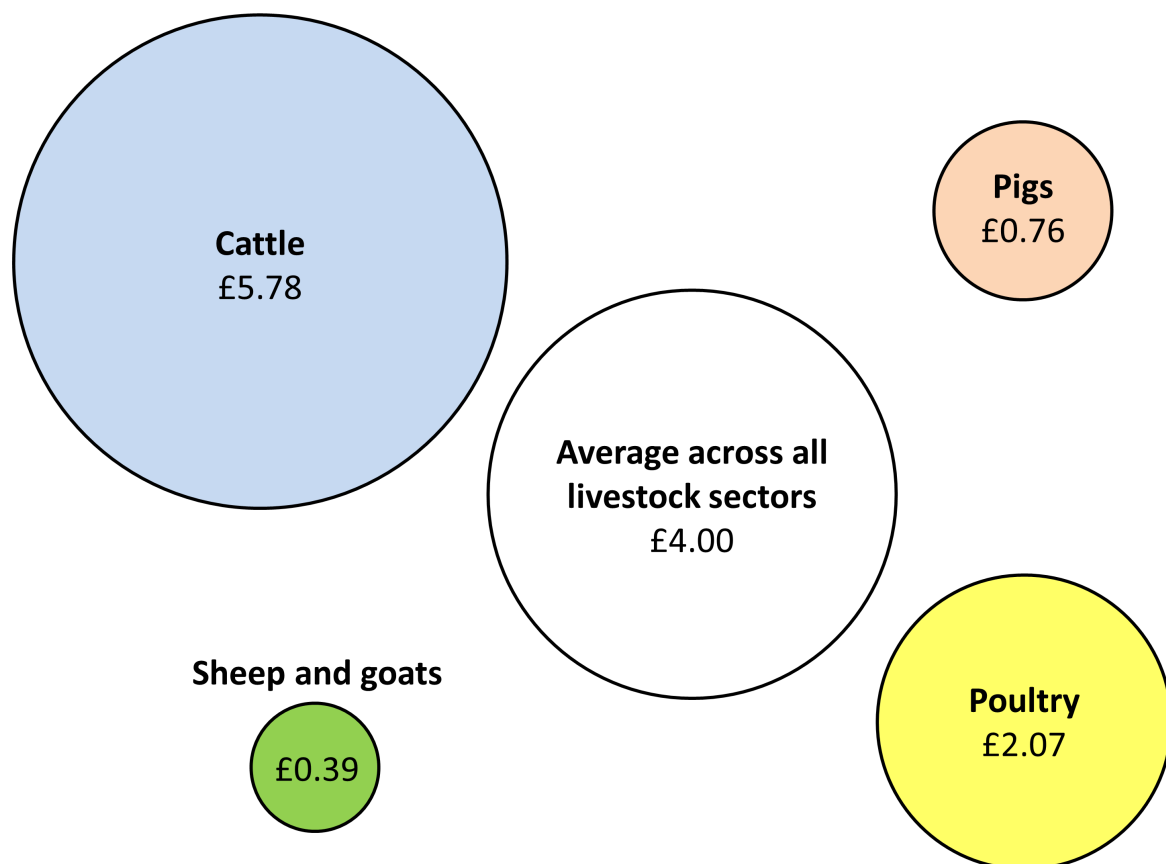 Cattle
£5.78
Pigs
£0.76
Average across all
livestock sectors
£4.00
Sheep and goats
£0.39
Poultry
£2.07